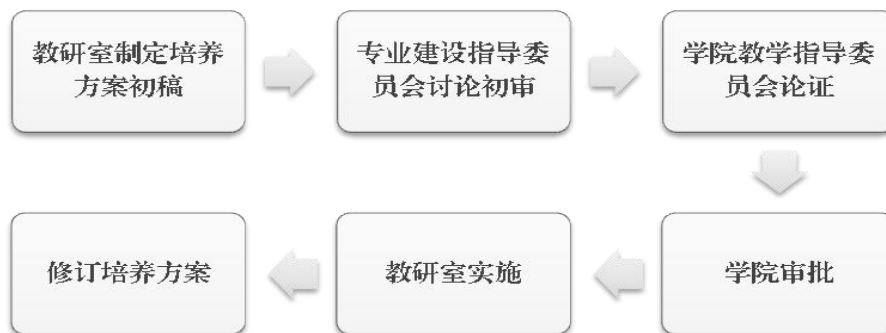 教研室制定培养
方案初稿
专业建设指导委
员会讨论初审
学院教学指导委
员会论证
学院审批
教研室实施
修订培养方案